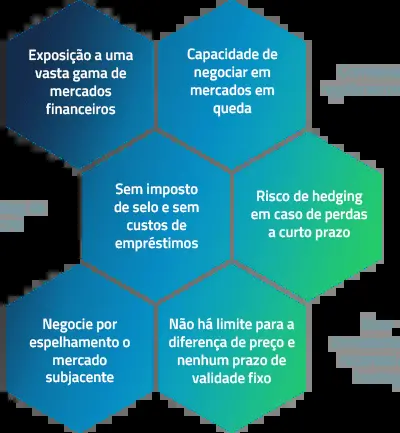 Exposição a uma
vasta gama de
mercados
financeiros
Capacidade de
negociar em
mercados em
queda
Sem imposto
de selo e sem
custos de
empréstimos
Risco de hedging
em caso de perdas
a curto prazo
Negocie por
espelhamento o
mercado
subjacente
Não há limite para a
diferença de preço e
nenhum prazo de
validade fixo